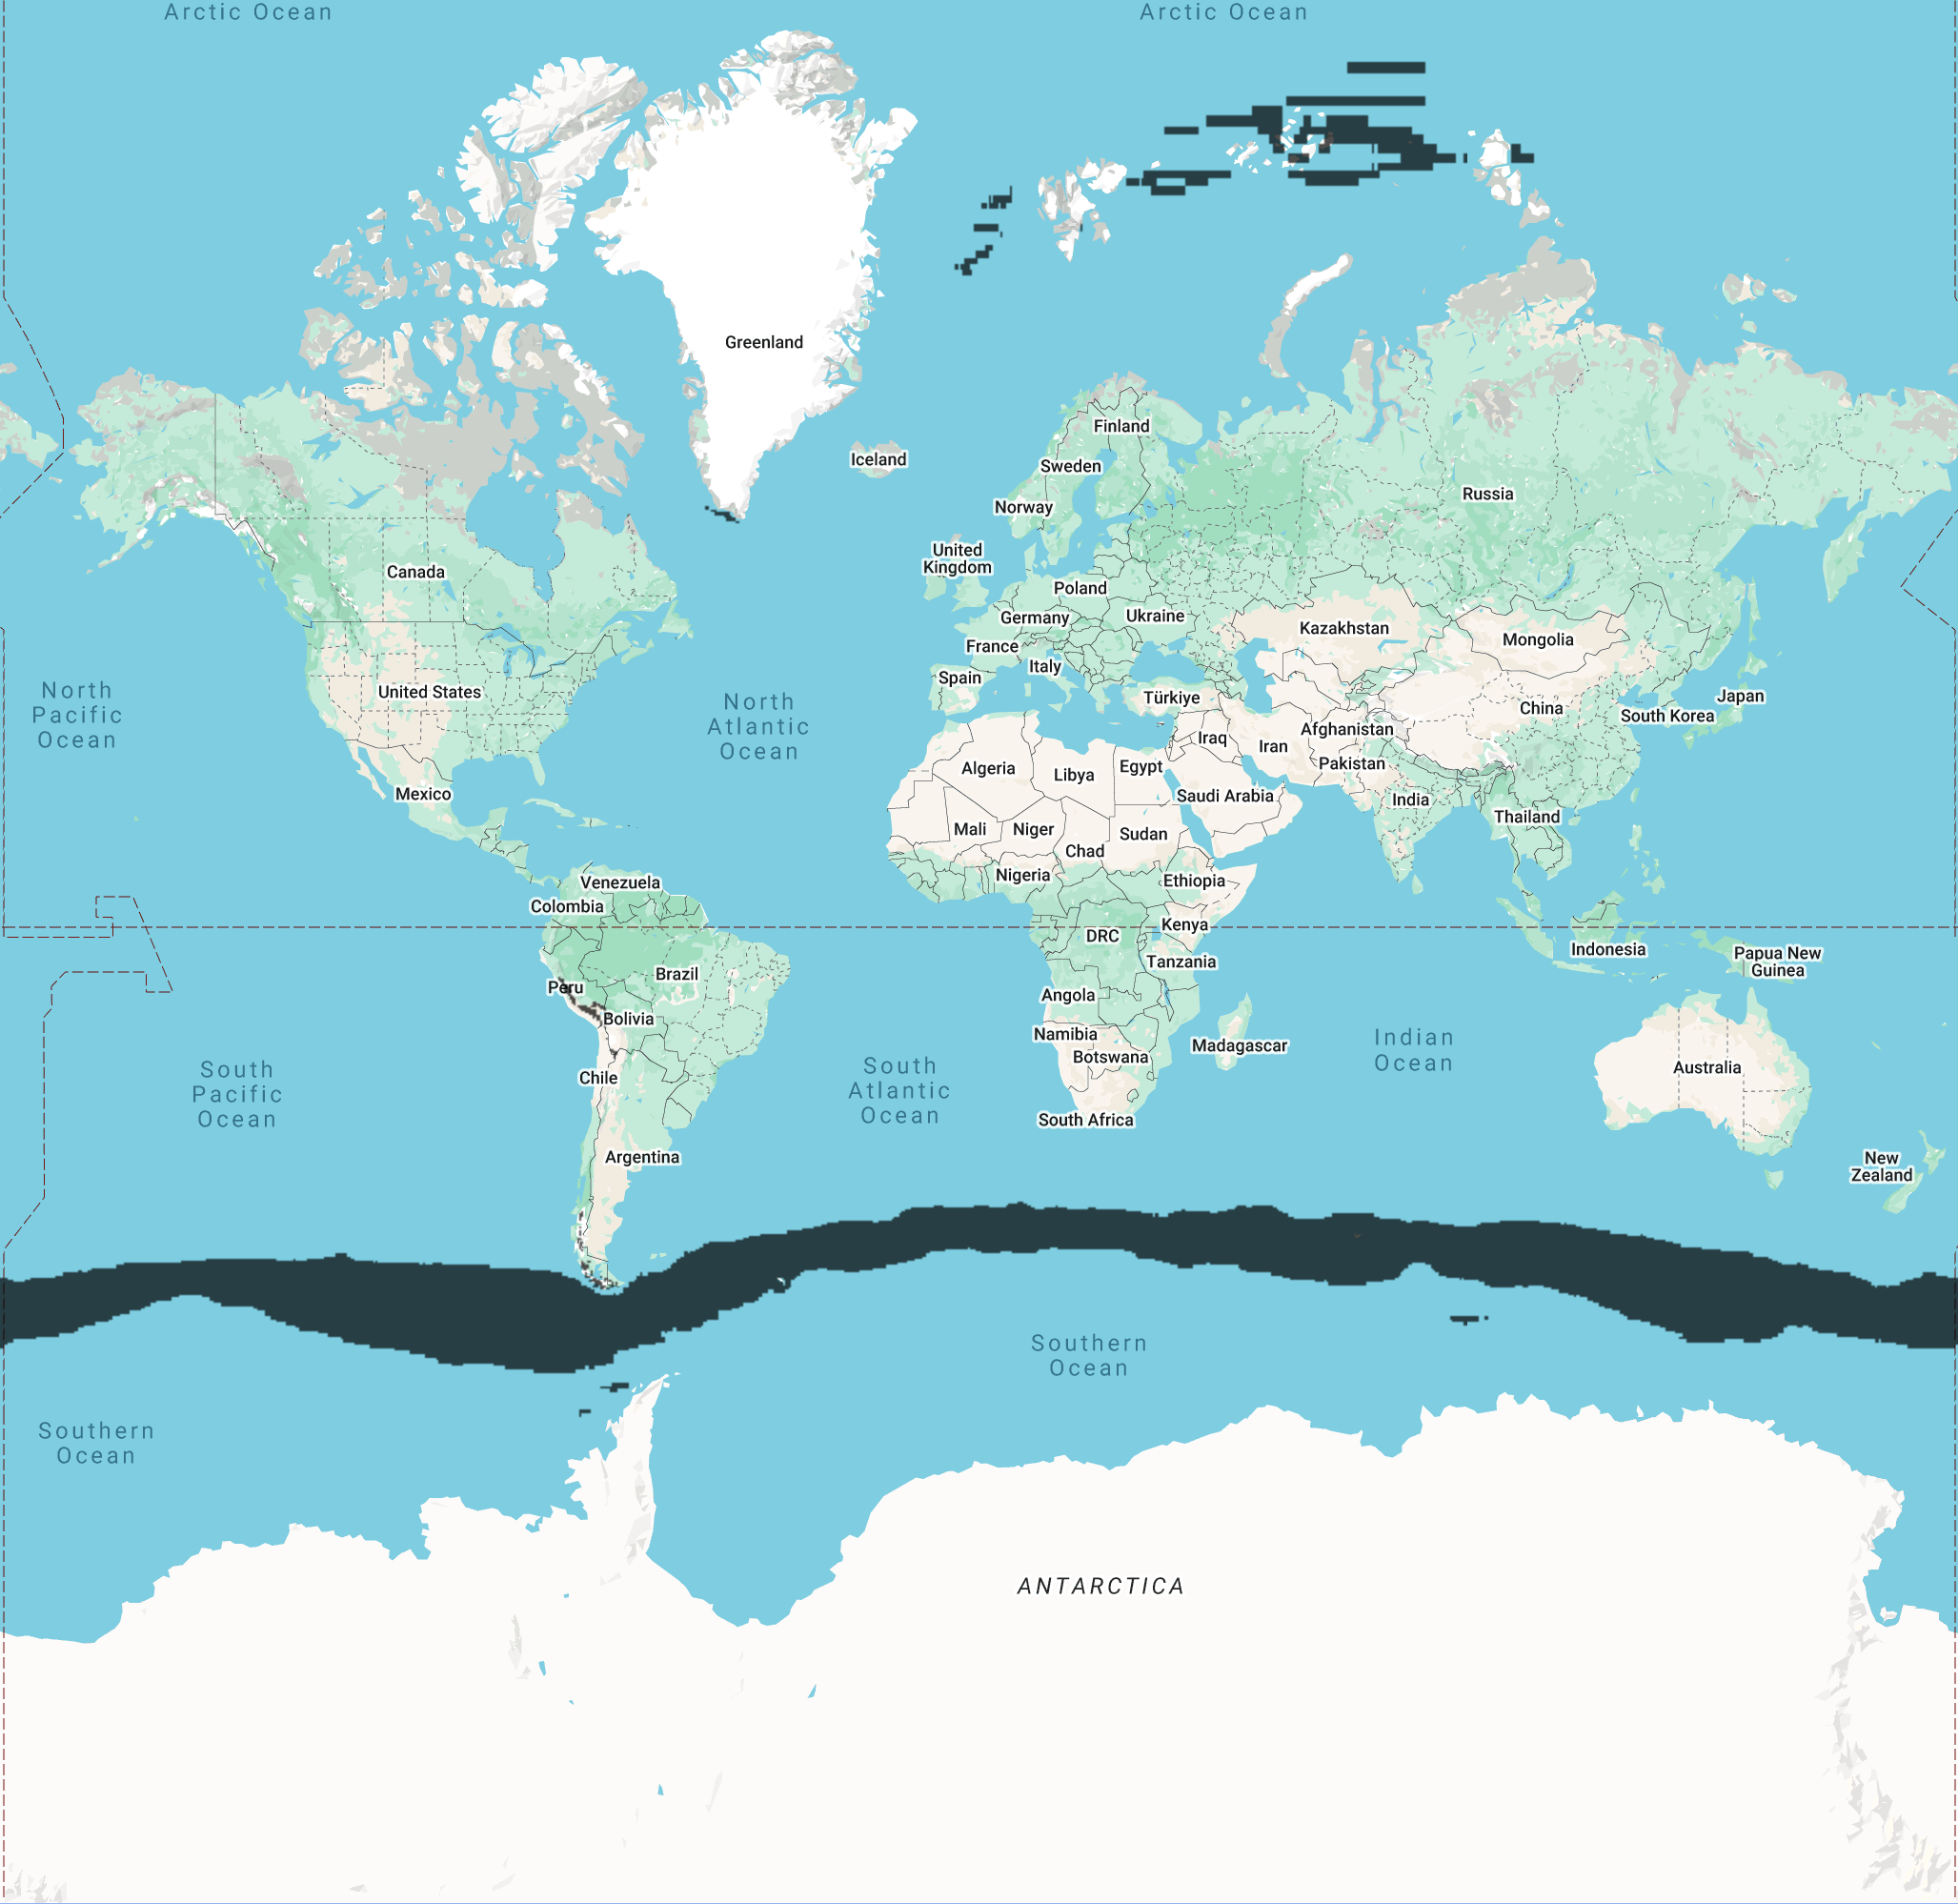 Arctic Ocean
Arctic Ocean
Greenland
Finland
Iceland
Sweden
Russia
Norway
United
Kingdom
Canada
Poland
Germany
Ukraine
Kazakhstan
Mongolia
France
Italy
Spain
United States
North
Pacific
Ocean
North
Atlantic
Ocean
Türkiye
Japan
China
South Korea
Afghanistan
Iraq
Iran
Pakistan
Algeria
Libya
Egypt
Saudi Arabia
India
Mexico
Thailand
Mali
Niger
Sudan
Chad
Nigeria
Ethiopia
Venezuela
Colombia
Kenya
DRC
Indonesia
Papua New
Guinea
Tanzania
Brazil
Peru
Angola
Bolivia
Namibia
Botswana
Madagascar
Indian
Ocean
Australia
Chile
South
Pacific
Ocean
South
Atlantic
Ocean
South Africa
Argentina
New
Zealand
Southern
Ocean
Southern
Ocean
ANTARCTICA